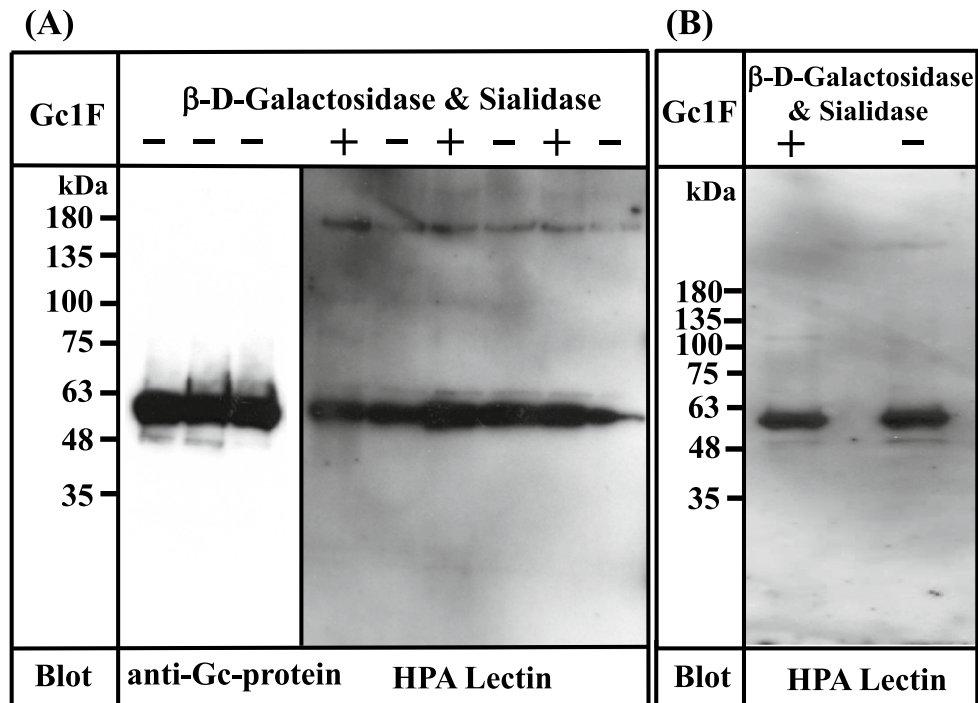 (A)
Gc1F
β-D-Galactosidase & Sialidase
− − − + − + − + −
kDa
180
135
100
75
63
48
35
Blot
anti-Gc-protein
HPA Lectin
(B)
Gc1F
β-D-Galactosidase
& Sialidase
+ −
kDa
180
135
100
75
63
48
35
Blot
HPA Lectin